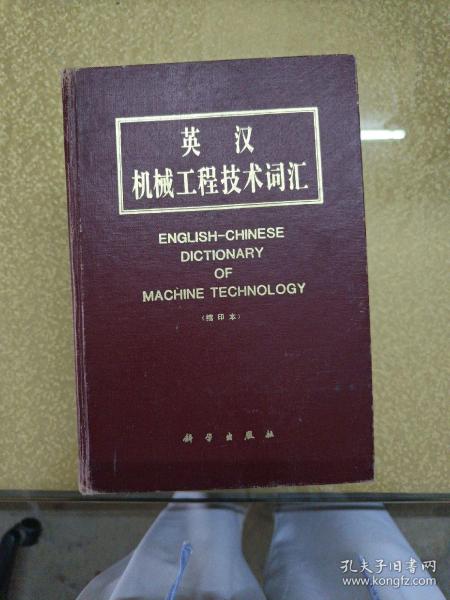 英汉
机械工程技术词汇
ENGLISH-CHINESE
DICTIONARY
OF
MACHINE TECHNOLOGY
(缩印本)
科学出版社
孔夫子旧书网
www.kongfz.com